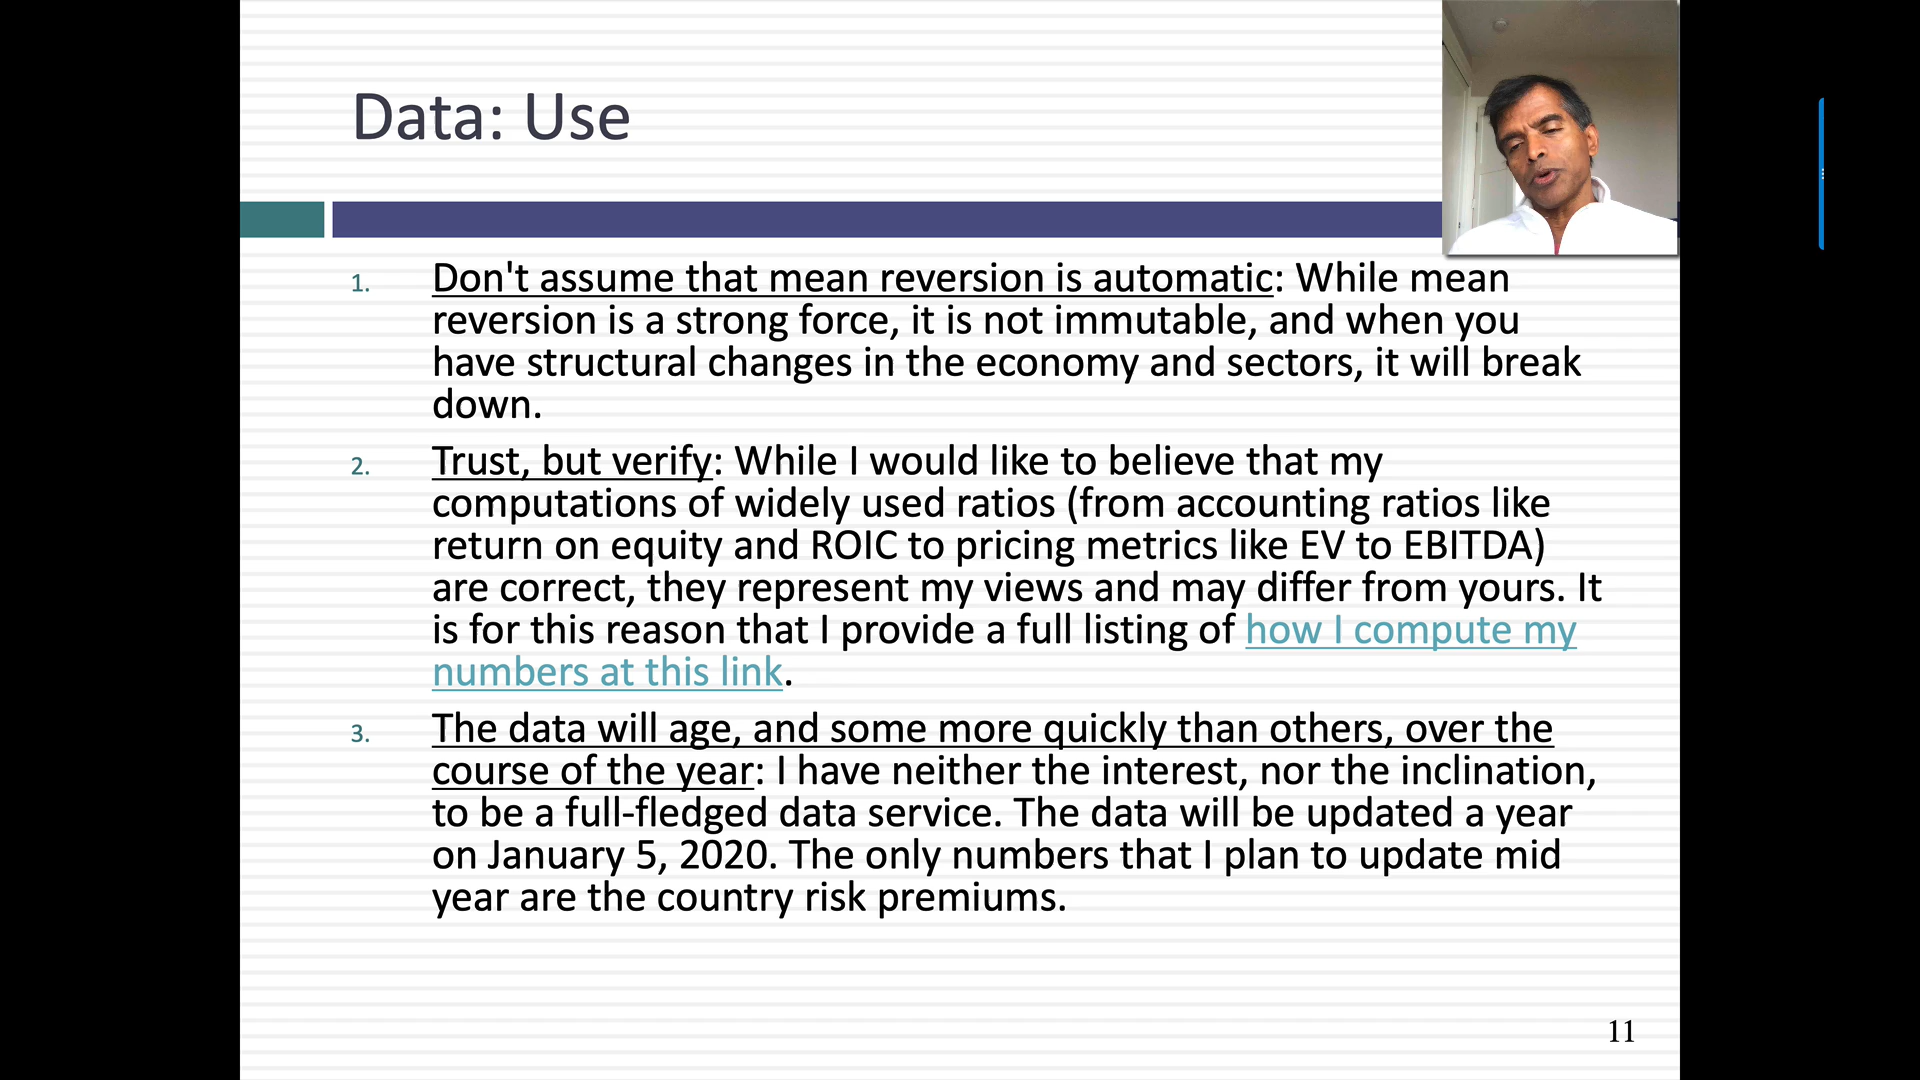 Data: Use
1. Don't assume that mean reversion is automatic: While mean
reversion is a strong force, it is not immutable, and when you
have structural changes in the economy and sectors, it will break
down.
2. Trust, but verify: While I would like to believe that my
computations of widely used ratios (from accounting ratios like
return on equity and ROIC to pricing metrics like EV to EBITDA)
are correct, they represent my views and may differ from yours. It
is for this reason that I provide a full listing of how I compute my
numbers at this link.
3. The data will age, and some more quickly than others, over the
course of the year: I have neither the interest, nor the inclination,
to be a full-fledged data service. The data will be updated a year
on January 5, 2020. The only numbers that I plan to update mid
year are the country risk premiums.
11